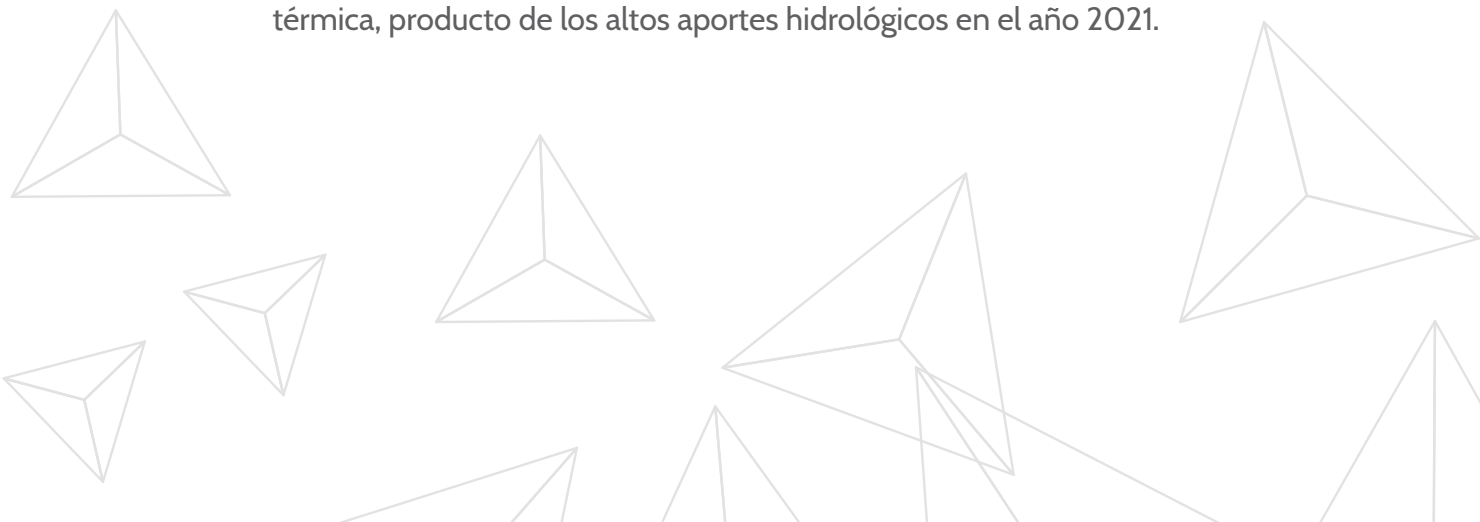 térmica, producto de los altos aportes hidrológicos en el año 2021.